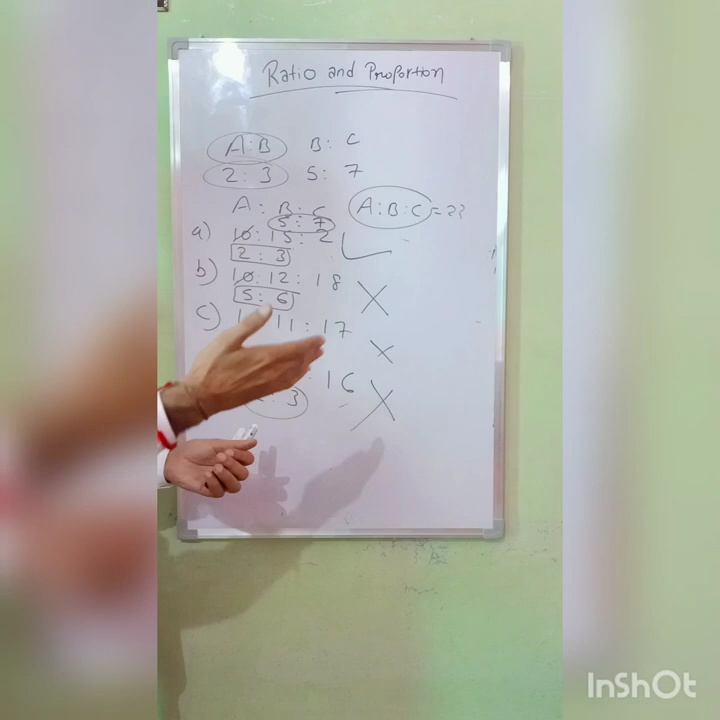 Ratio and Proportion
A : B B : C
2 : 3 5 : 7
A : B : C A : B : C = ??
5 : 7
a) 10 : 15 : 2
2 : 3
b) 10 : 12 : 18
5 : 6
c) 11 : 17
: 16
: 3
InShOt